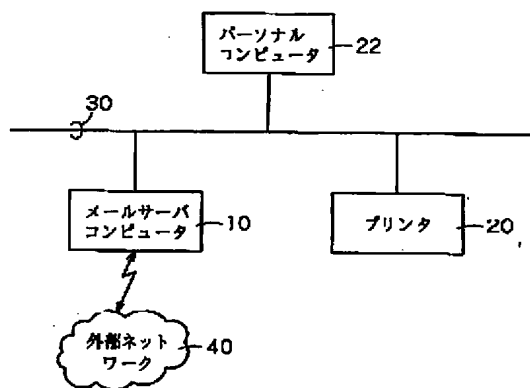 パーソナル
コンピュータ
22
30
メールサーバ
コンピュータ
10
プリンタ
20
外部ネット
ワーク
40